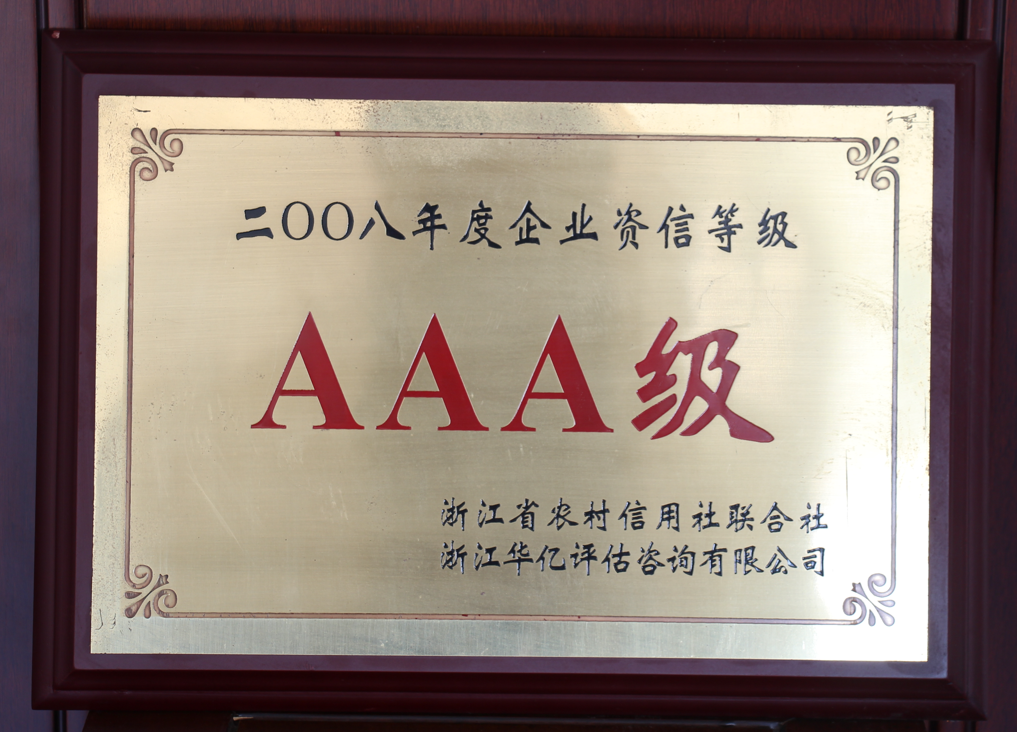 二〇〇八年度企业资信等级
AAA级
浙江省农村信用社联合社
浙江华亿评估咨询有限公司